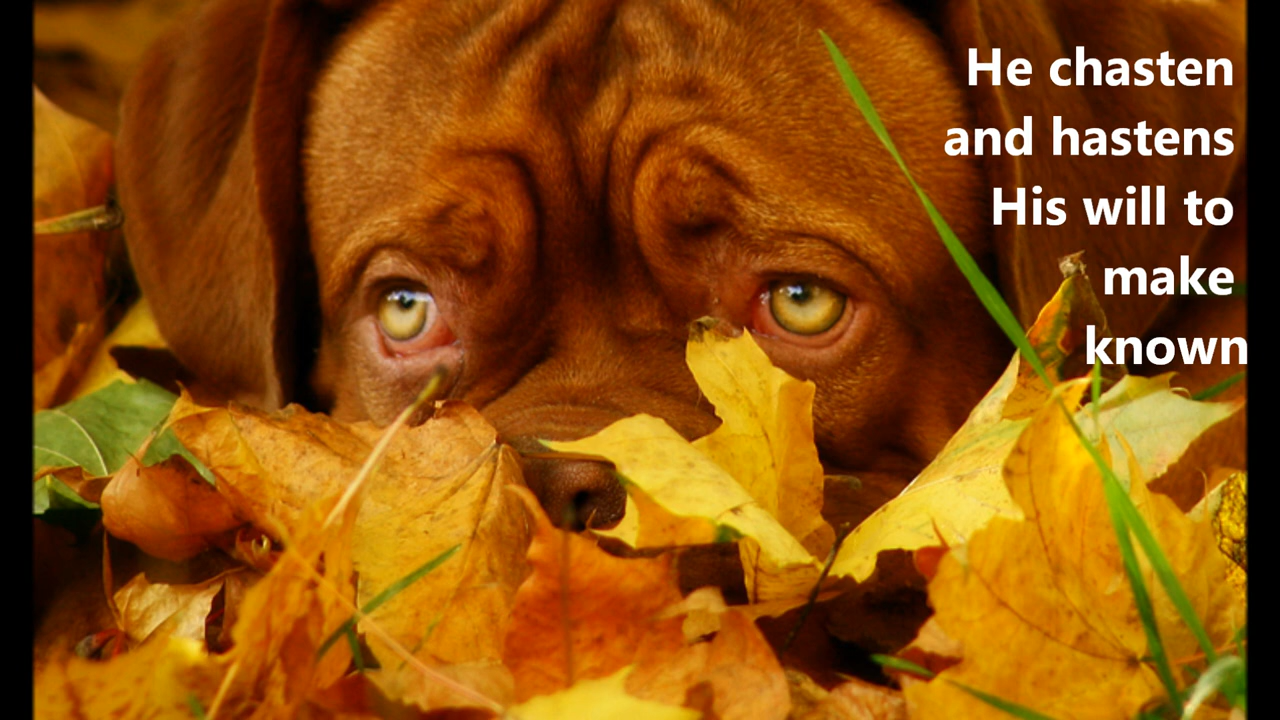 He chasten
and hastens
His will to
make
known